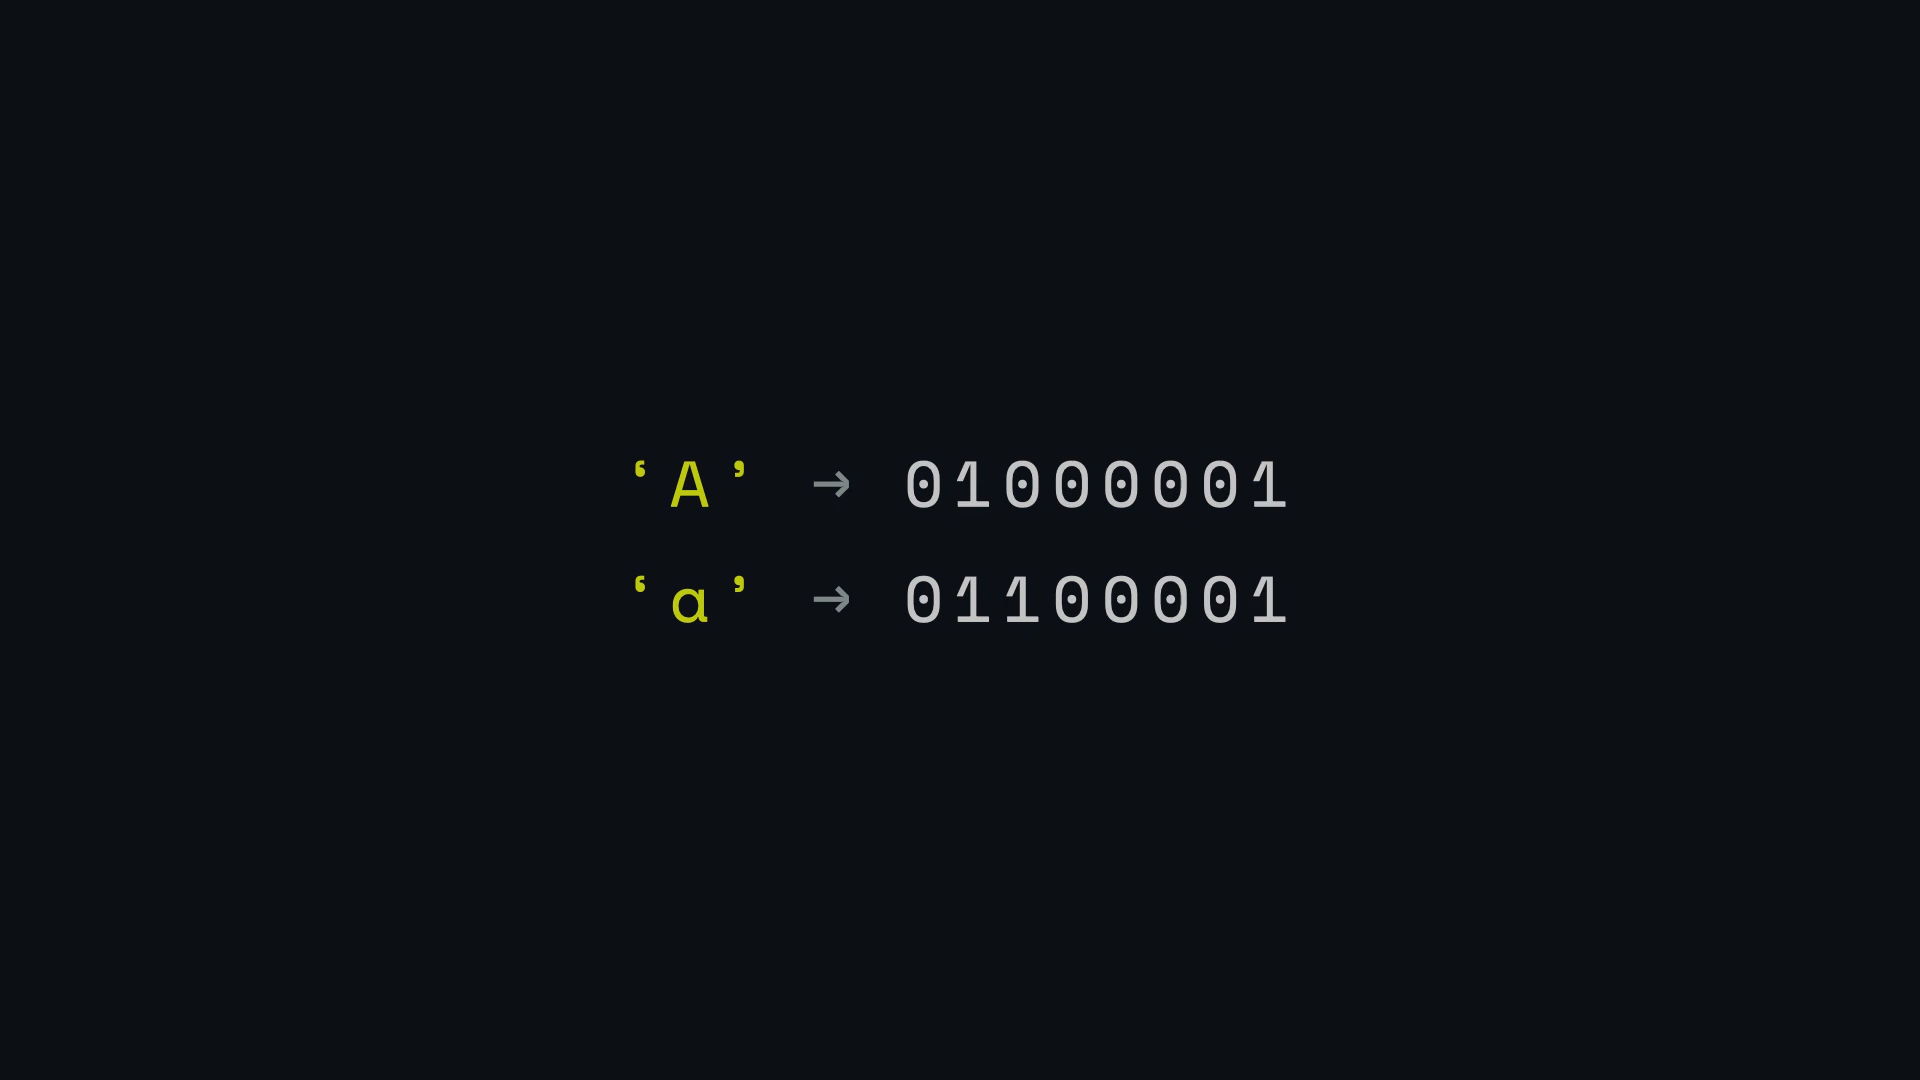 ‘A’ → 01000001
‘a’ → 01100001